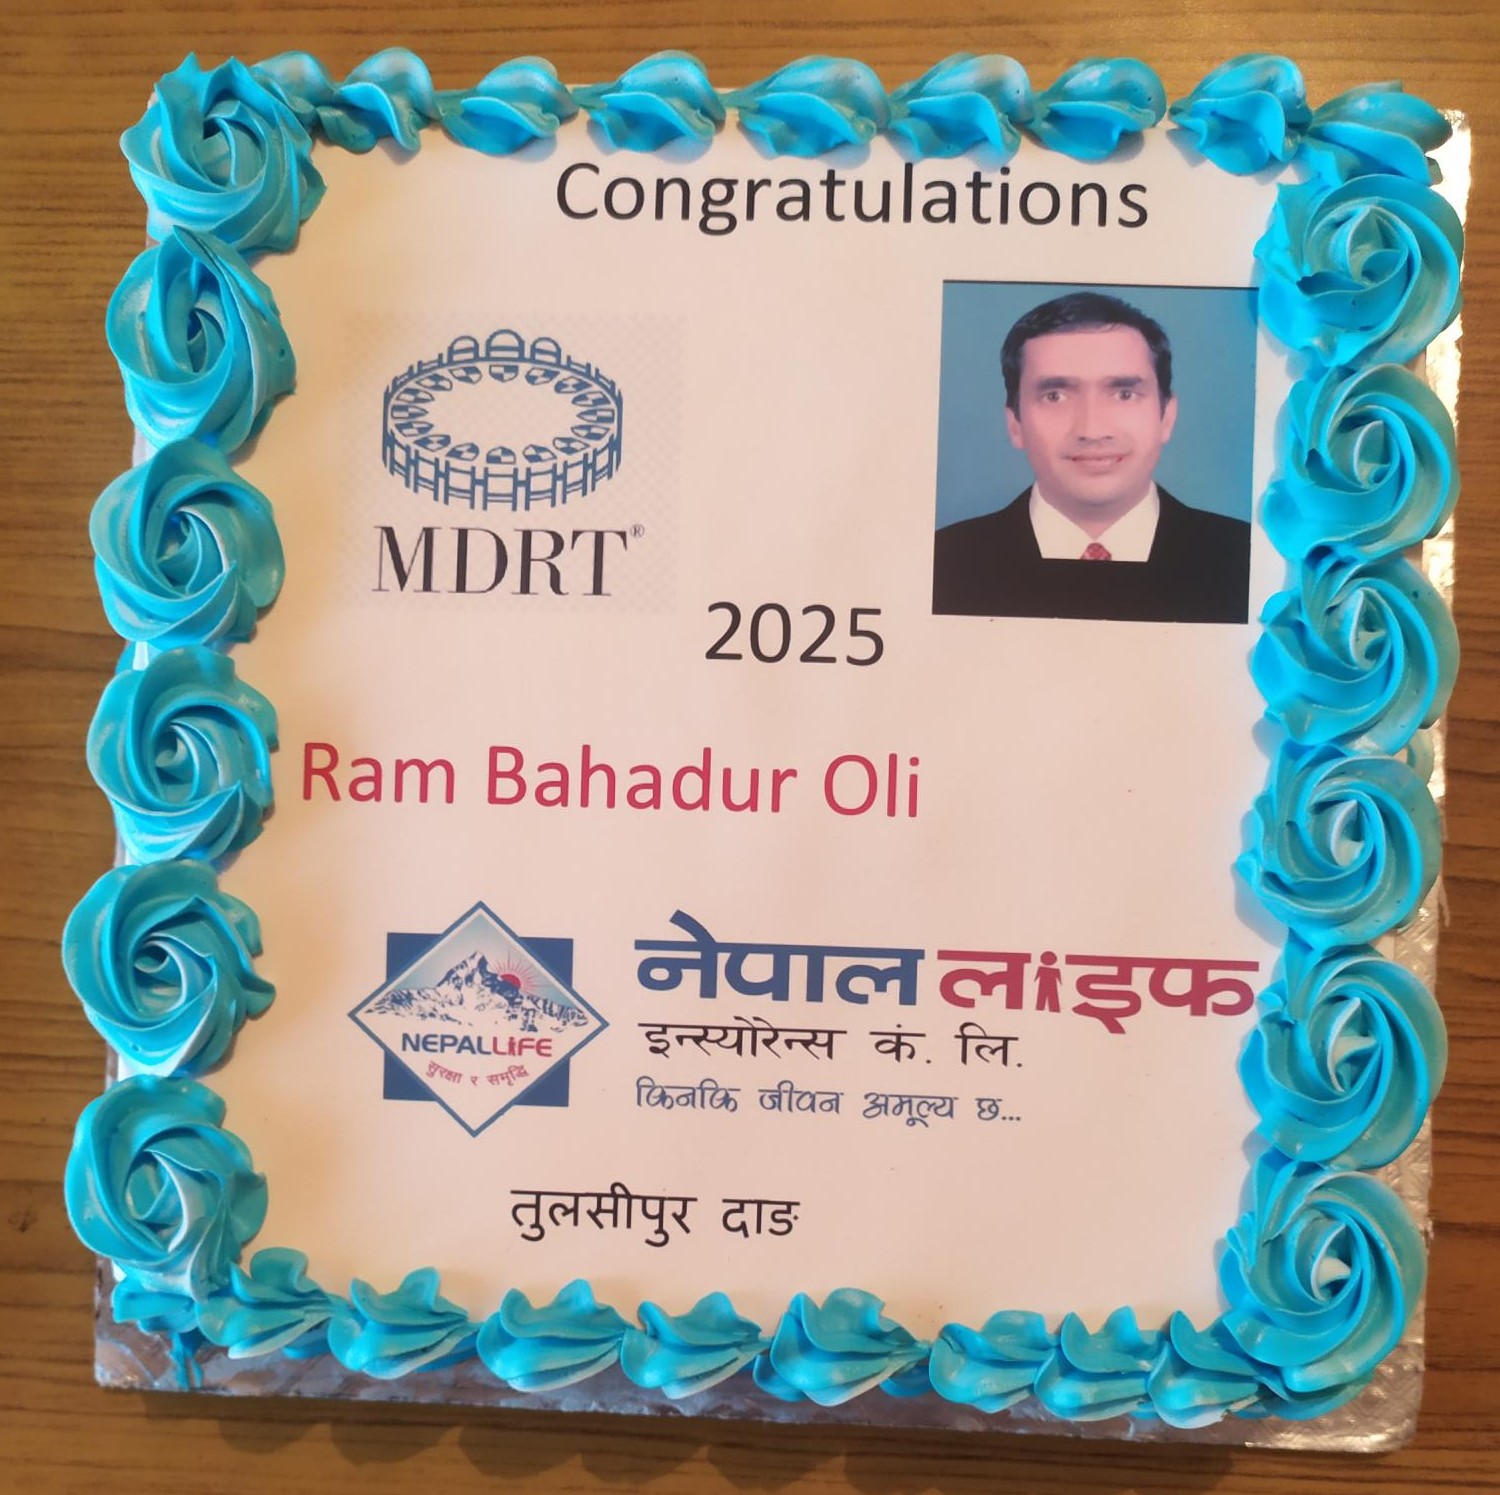 Congratulations
MDRT®
2025
Ram Bahadur Oli
नेपाल लाइफ
इन्स्योरेन्स कं. लि.
किनकि जीवन अमूल्य छ...
NEPALLIFE
सुरक्षा र समृद्धि
तुलसीपुर दाङ